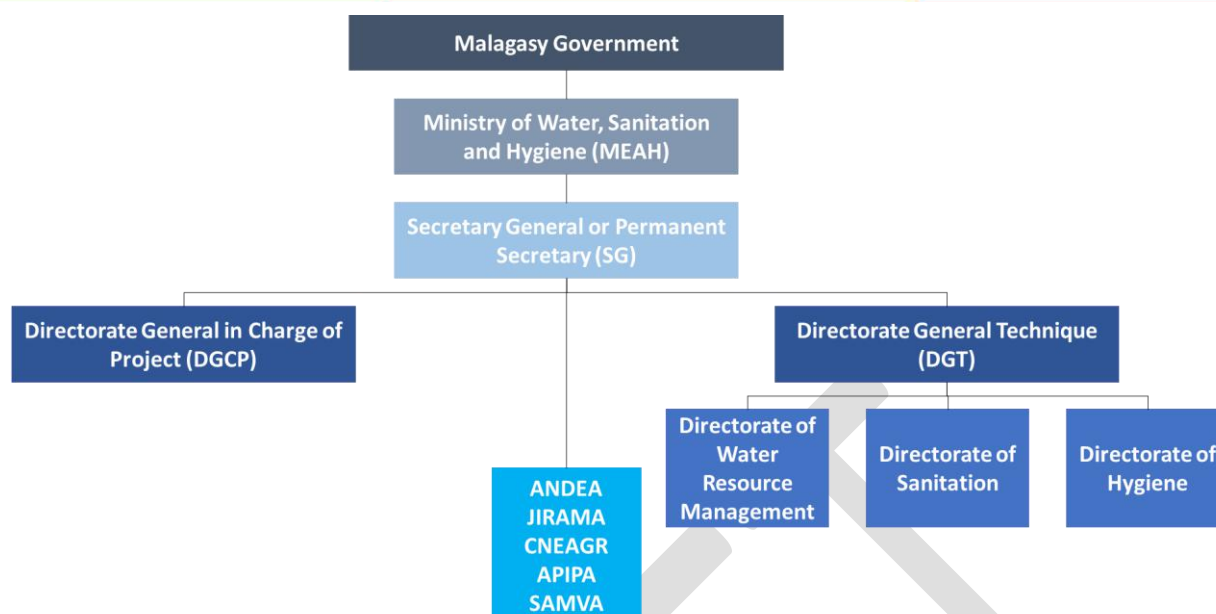 Malagasy Government
Ministry of Water, Sanitation
and Hygiene (MEAH)
Secretary General or Permanent
Secretary (SG)
Directorate General in Charge of
Project (DGCP)
Directorate General Technique
(DGT)
Directorate of
Water
Resource
Management
Directorate of
Sanitation
Directorate of
Hygiene
ANDEA
JIRAMA
CNEAGR
APIPA
SAMVA